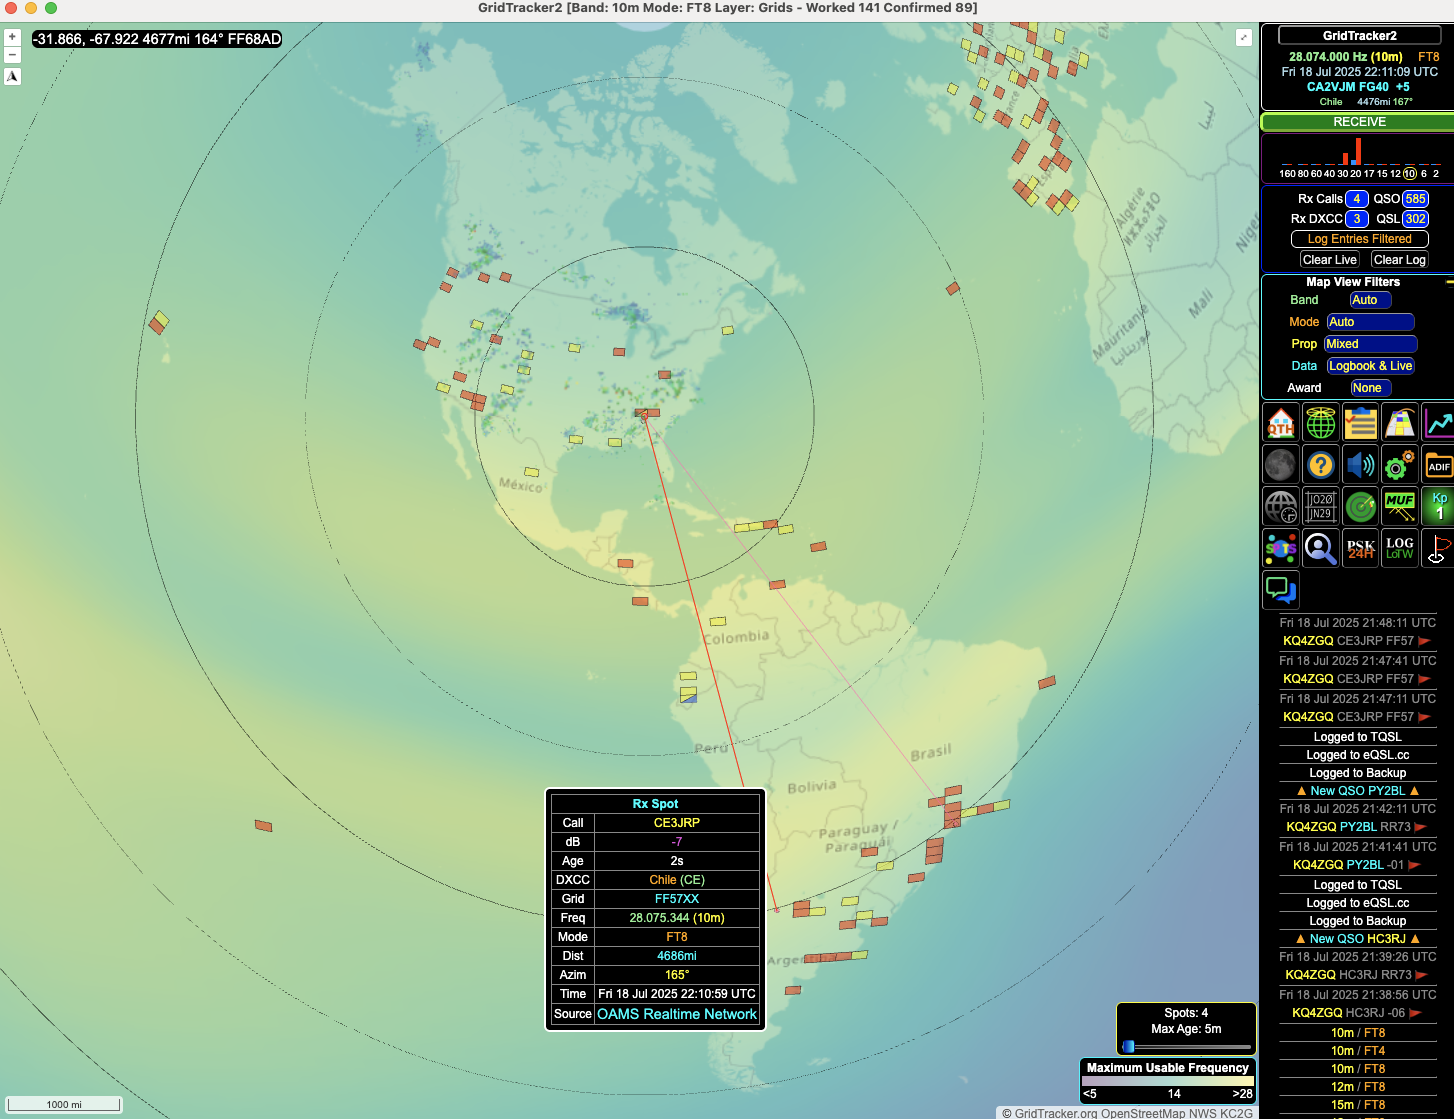 GridTracker2 [Band: 10m Mode: FT8 Layer: Grids - Worked 141 Confirmed 89]
+
−
-31.866, -67.922 4677mi 164° FF68AD
México
Colombia
Perú
Brasil
Bolivia
Paraguay /
Paraguái
Mali
Mauritanie
موريتانيا
Algérie
ليبيا
Rx Spot
Call CE3JRP
dB -7
Age 2s
DXCC Chile (CE)
Grid FF57XX
Freq 28.075.344 (10m)
Mode FT8
Dist 4686mi
Azim 165°
Time Fri 18 Jul 2025 22:10:59 UTC
Source OAMS Realtime Network
Spots: 4
Max Age: 5m
Maximum Usable Frequency
<5 14 >28
1000 mi
© GridTracker.org OpenStreetMap NWS KC2G
GridTracker2
28.074.000 Hz (10m) FT8
Fri 18 Jul 2025 22:11:09 UTC
CA2VJM FG40 +5
Chile 4476mi 167°
RECEIVE
160 80 60 40 30 20 17 15 12 10 6 2
Rx Calls 4 QSO 585
Rx DXCC 3 QSL 302
Log Entries Filtered
Clear Live Clear Log
Map View Filters
Band Auto
Mode Auto
Prop Mixed
Data Logbook & Live
Award None
QTH
?
ADIF
JO20
JN29
MUF
Kp
1
SPOTS
PSK
24H
LOG
LoTW
Fri 18 Jul 2025 21:48:11 UTC
KQ4ZGQ CE3JRP FF57
Fri 18 Jul 2025 21:47:41 UTC
KQ4ZGQ CE3JRP FF57
Fri 18 Jul 2025 21:47:11 UTC
KQ4ZGQ CE3JRP FF57
Logged to TQSL
Logged to eQSL.cc
Logged to Backup
▲ New QSO PY2BL ▲
Fri 18 Jul 2025 21:42:11 UTC
KQ4ZGQ PY2BL RR73
Fri 18 Jul 2025 21:41:41 UTC
KQ4ZGQ PY2BL -01
Logged to TQSL
Logged to eQSL.cc
Logged to Backup
▲ New QSO HC3RJ ▲
Fri 18 Jul 2025 21:39:26 UTC
KQ4ZGQ HC3RJ RR73
Fri 18 Jul 2025 21:38:56 UTC
KQ4ZGQ HC3RJ -06
10m / FT8
10m / FT4
10m / FT8
12m / FT8
15m / FT8